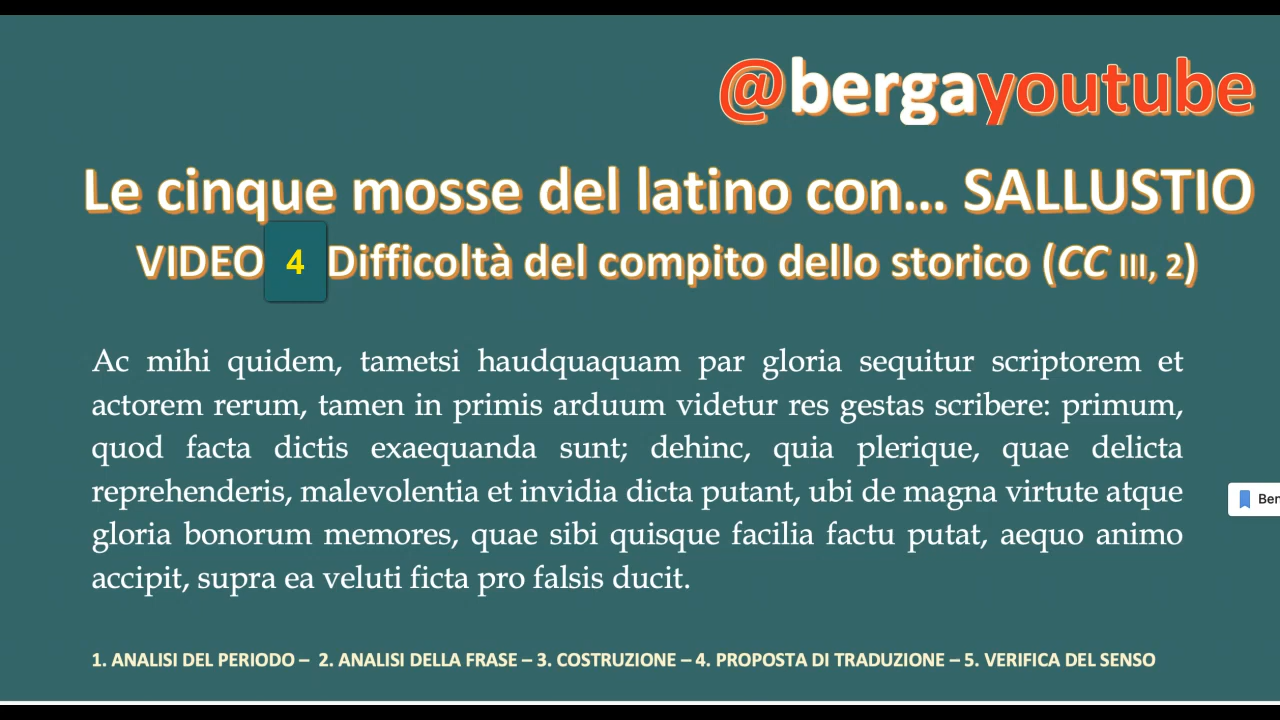 @bergayoutube
Le cinque mosse del latino con... SALLUSTIO
VIDEO 4 Difficoltà del compito dello storico (CC III, 2)
Ac mihi quidem, tametsi haudquaquam par gloria sequitur scriptorem et
actorem rerum, tamen in primis arduum videtur res gestas scribere: primum,
quod facta dictis exaequanda sunt; dehinc, quia plerique, quae delicta
reprehenderis, malevolentia et invidia dicta putant, ubi de magna virtute atque
gloria bonorum memores, quae sibi quisque facilia factu putat, aequo animo
accipit, supra ea veluti ficta pro falsis ducit.
Ber
1. ANALISI DEL PERIODO – 2. ANALISI DELLA FRASE – 3. COSTRUZIONE – 4. PROPOSTA DI TRADUZIONE – 5. VERIFICA DEL SENSO